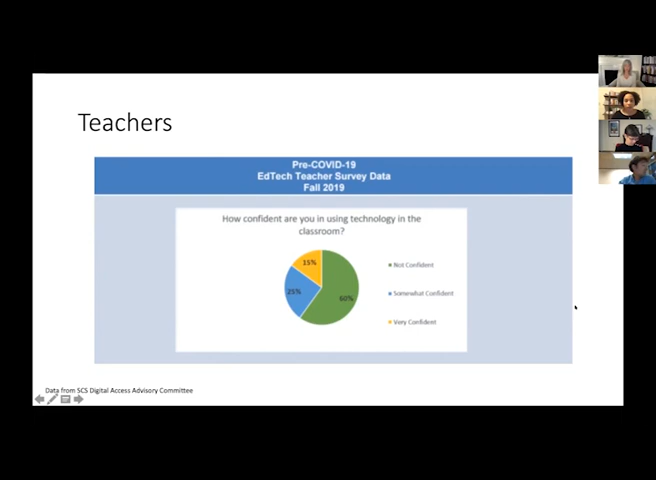 Teachers
Pre-COVID-19
EdTech Teacher Survey Data
Fall 2019
How confident are you in using technology in the
classroom?
15%
25%
60%
Not Confident
Somewhat Confident
Very Confident
Data from SCS Digital Access Advisory Committee